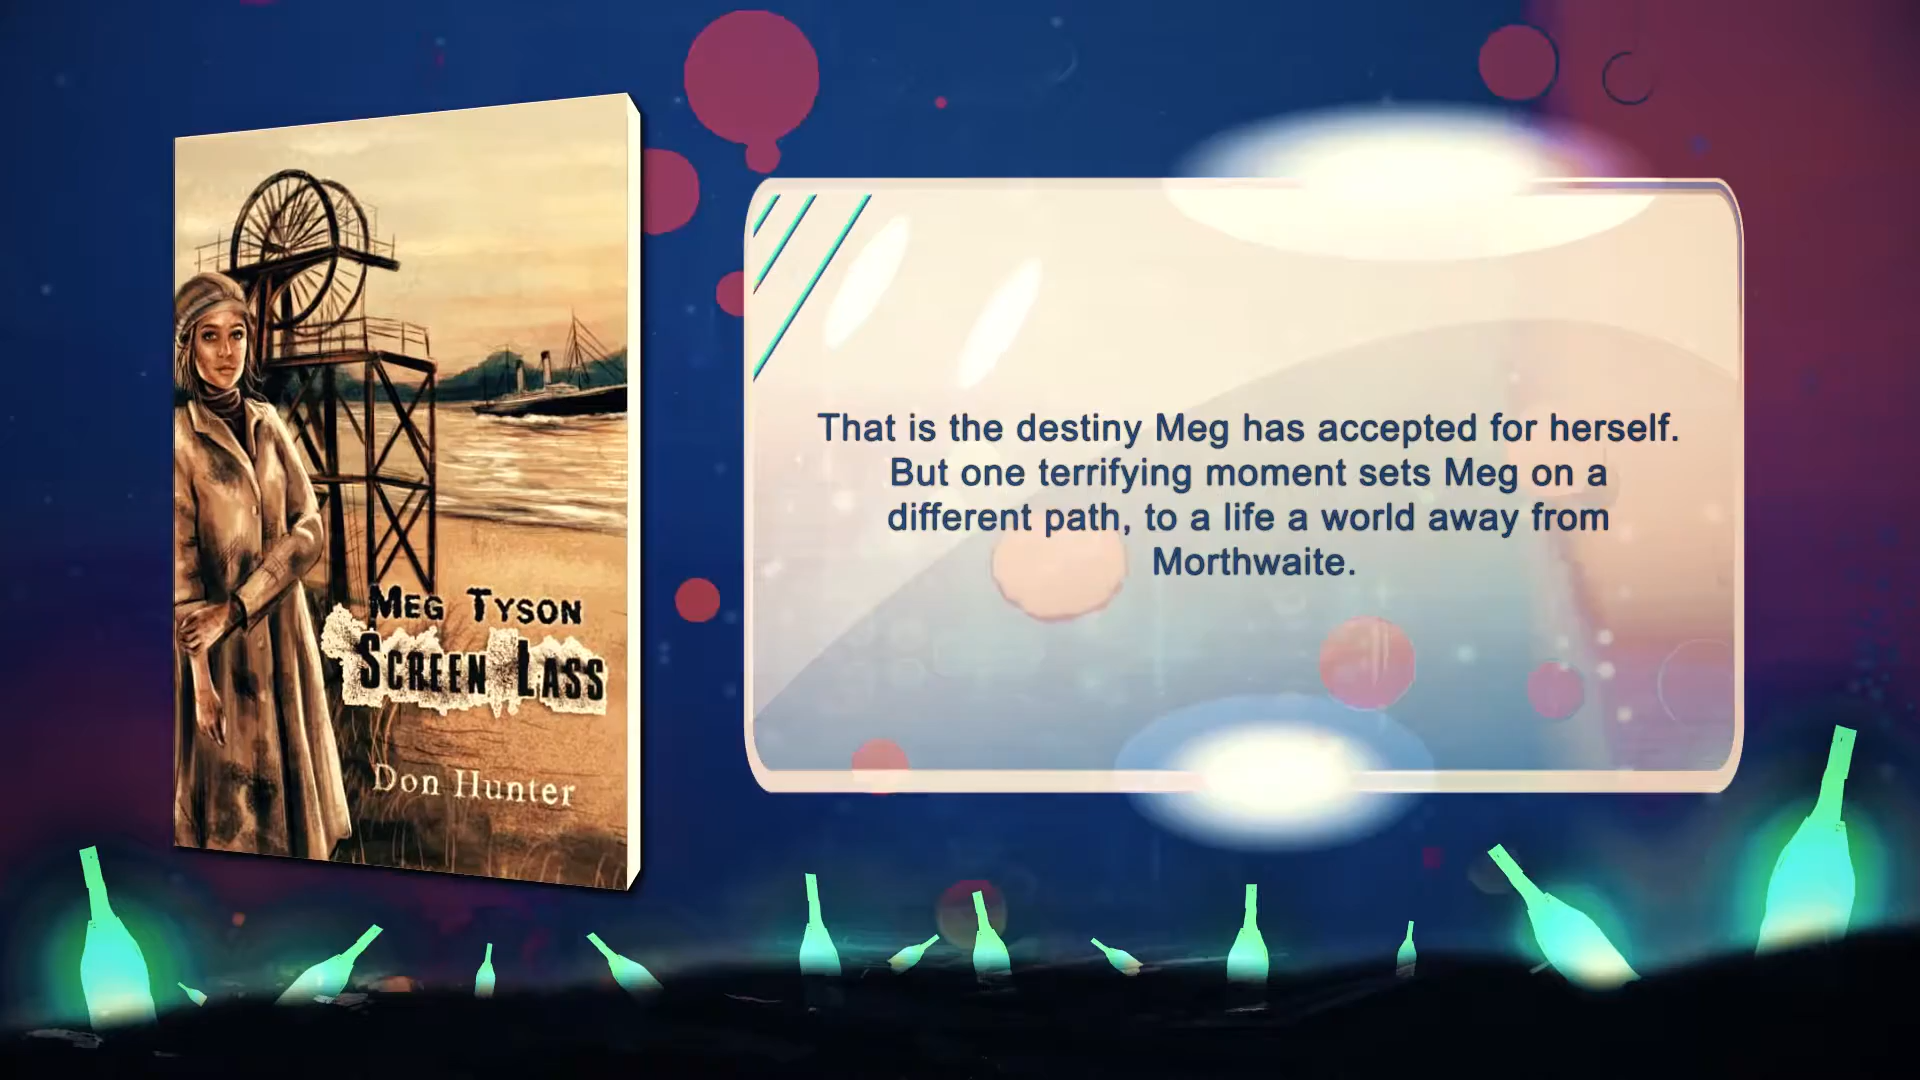 Meg Tyson
Screen Lass
Don Hunter
That is the destiny Meg has accepted for herself.
But one terrifying moment sets Meg on a
different path, to a life a world away from
Morthwaite.